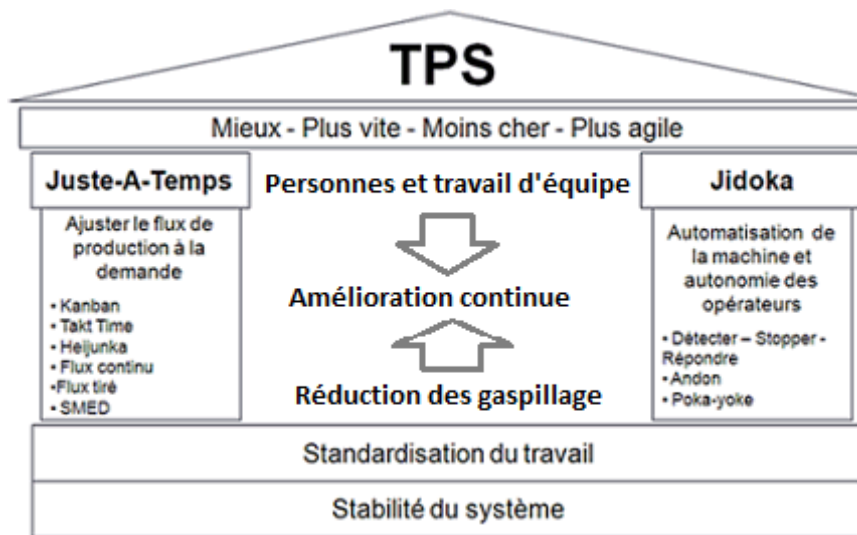 TPS
Mieux - Plus vite - Moins cher - Plus agile
Juste-A-Temps
Ajuster le flux de
production à la
demande
• Kanban
• Takt Time
• Heijunka
• Flux continu
•Flux tiré
• SMED
Personnes et travail d'équipe
Amélioration continue
Réduction des gaspillage
Jidoka
Automatisation de
la machine et
autonomie des
opérateurs
• Détecter – Stopper -
Répondre
• Andon
• Poka-yoke
Standardisation du travail
Stabilité du système